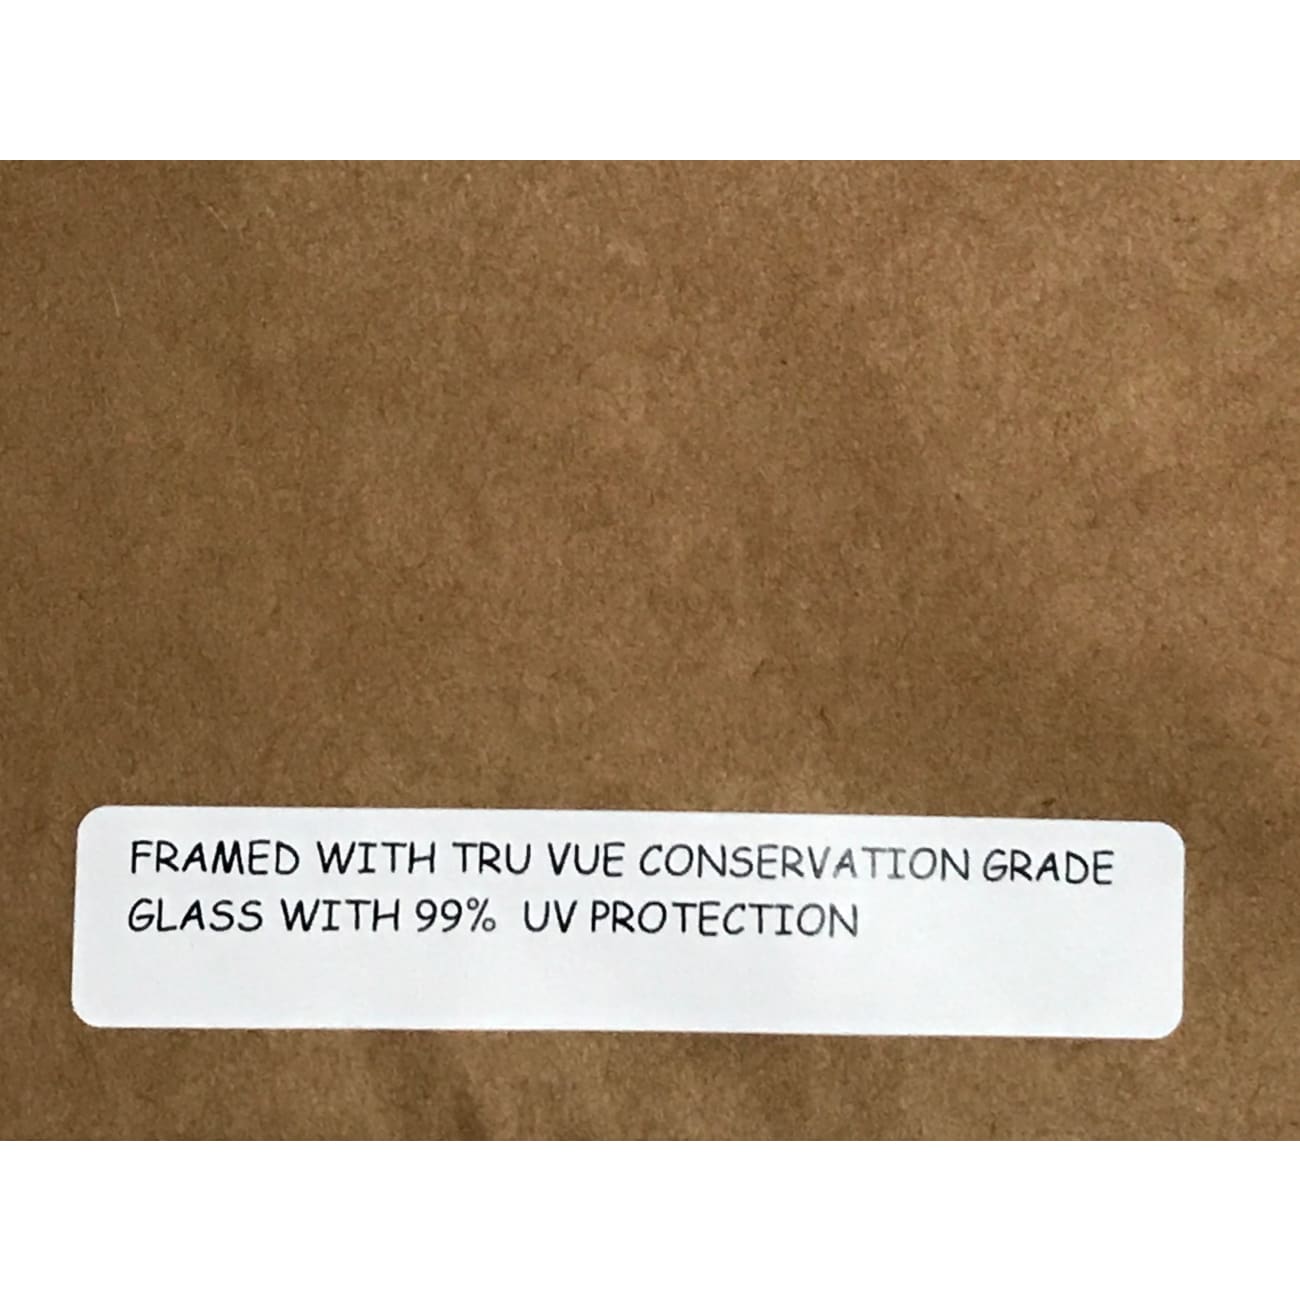 FRAMED WITH TRU VUE CONSERVATION GRADE
GLASS WITH 99% UV PROTECTION